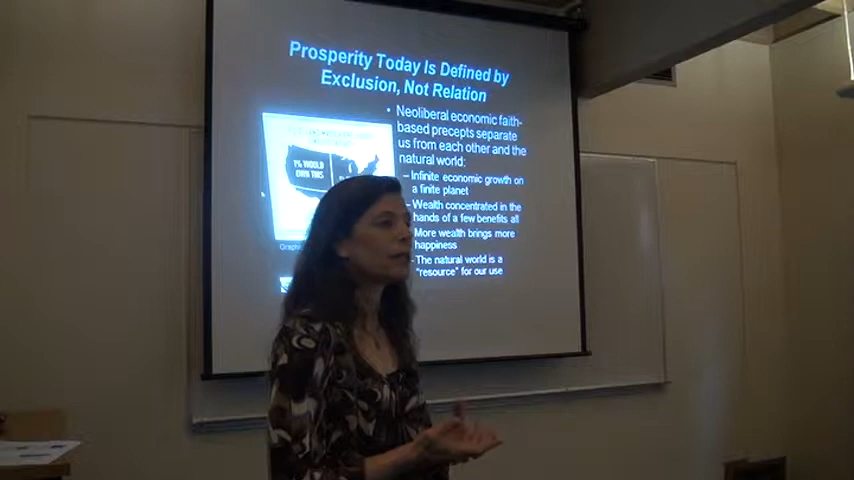 Prosperity Today Is Defined by
Exclusion, Not Relation
• Neoliberal economic faith-
based precepts separate
us from each other and the
natural world:
– Infinite economic growth on
a finite planet
– Wealth concentrated in the
hands of a few benefits all
More wealth brings more
happiness
– The natural world is a
"resource" for our use
1% WOULD
OWN THIS